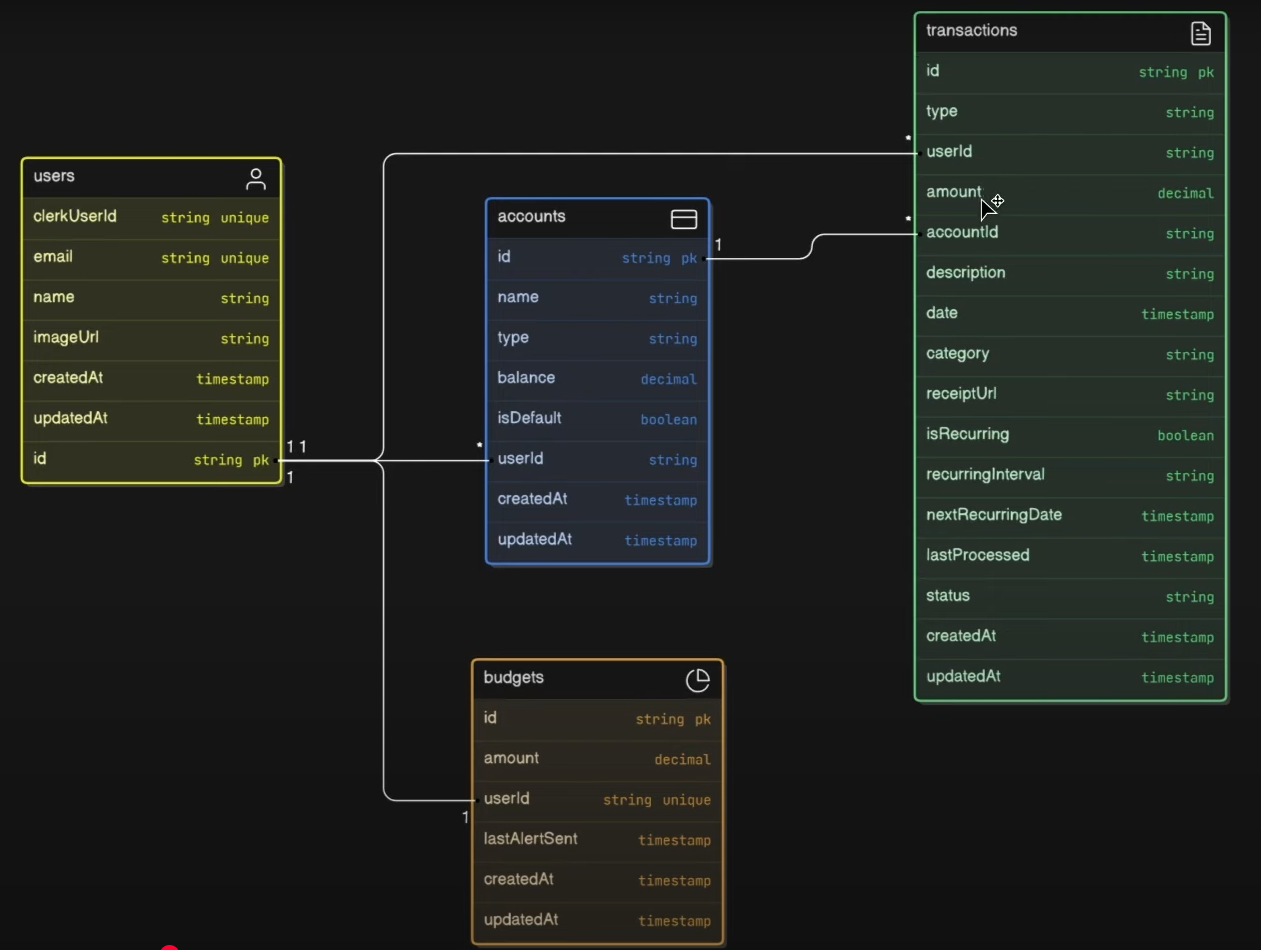 users
clerkUserId string unique
email string unique
name string
imageUrl string
createdAt timestamp
updatedAt timestamp
id string pk
1 1
1
accounts
id string pk
1
name string
type string
balance decimal
isDefault boolean
*
userId string
createdAt timestamp
updatedAt timestamp
budgets
id string pk
amount decimal
userId string unique
1
lastAlertSent timestamp
createdAt timestamp
updatedAt timestamp
transactions
id string pk
type string
*
userId string
amount decimal
*
accountId string
description string
date timestamp
category string
receiptUrl string
isRecurring boolean
recurringInterval string
nextRecurringDate timestamp
lastProcessed timestamp
status string
createdAt timestamp
updatedAt timestamp